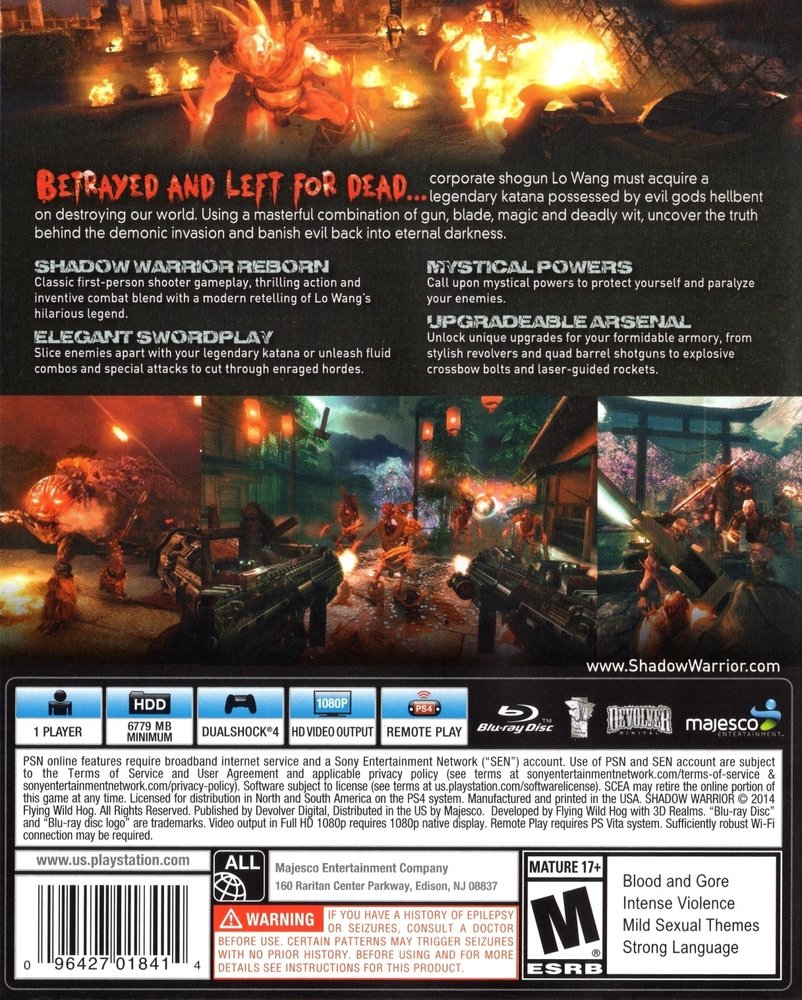 BETRAYED AND LEFT FOR DEAD... corporate shogun Lo Wang must acquire a
legendary katana possessed by evil gods hellbent
on destroying our world. Using a masterful combination of gun, blade, magic and deadly wit, uncover the truth
behind the demonic invasion and banish evil back into eternal darkness.
SHADOW WARRIOR REBORN
Classic first-person shooter gameplay, thrilling action and
inventive combat blend with a modern retelling of Lo Wang's
hilarious legend.
ELEGANT SWORDPLAY
Slice enemies apart with your legendary katana or unleash fluid
combos and special attacks to cut through enraged hordes.
MYSTICAL POWERS
Call upon mystical powers to protect yourself and paralyze
your enemies.
UPGRADEABLE ARSENAL
Unlock unique upgrades for your formidable armory, from
stylish revolvers and quad barrel shotguns to explosive
crossbow bolts and laser-guided rockets.
www.ShadowWarrior.com
1 PLAYER
HDD
6779 MB
MINIMUM
DUALSHOCK®4
1080P
HD VIDEO OUTPUT
PS4
REMOTE PLAY
Blu-ray Disc™
DEVOLVER
DIGITAL
majesco
ENTERTAINMENT™
PSN online features require broadband internet service and a Sony Entertainment Network ("SEN") account. Use of PSN and SEN account are subject
to the Terms of Service and User Agreement and applicable privacy policy (see terms at sonyentertainmentnetwork.com/terms-of-service &
sonyentertainmentnetwork.com/privacy-policy). Software subject to license (see terms at us.playstation.com/softwarelicense). SCEA may retire the online portion of
this game at any time. Licensed for distribution in North and South America on the PS4 system. Manufactured and printed in the USA. SHADOW WARRIOR © 2014
Flying Wild Hog. All Rights Reserved. Published by Devolver Digital, Distributed in the US by Majesco. Developed by Flying Wild Hog with 3D Realms. "Blu-ray Disc"
and "Blu-ray disc logo" are trademarks. Video output in Full HD 1080p requires 1080p native display. Remote Play requires PS Vita system. Sufficiently robust Wi-Fi
connection may be required.
www.us.playstation.com
0 96427 01841 4
ALL
Majesco Entertainment Company
160 Raritan Center Parkway, Edison, NJ 08837
WARNING IF YOU HAVE A HISTORY OF EPILEPSY
OR SEIZURES, CONSULT A DOCTOR
BEFORE USE. CERTAIN PATTERNS MAY TRIGGER SEIZURES
WITH NO PRIOR HISTORY. BEFORE USING AND FOR MORE
DETAILS SEE INSTRUCTIONS FOR THIS PRODUCT.
MATURE 17+
M®
ESRB
Blood and Gore
Intense Violence
Mild Sexual Themes
Strong Language